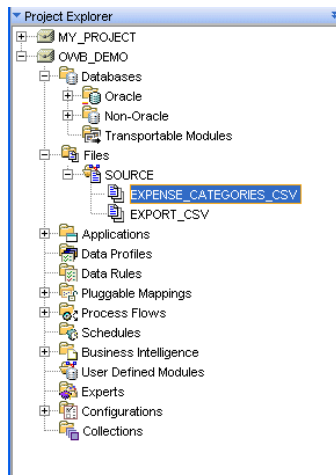 Project Explorer
MY_PROJECT
OWB_DEMO
Databases
Oracle
Non-Oracle
Transportable Modules
Files
SOURCE
EXPENSE_CATEGORIES_CSV
EXPORT_CSV
Applications
Data Profiles
Data Rules
Pluggable Mappings
Process Flows
Schedules
Business Intelligence
User Defined Modules
Experts
Configurations
Collections